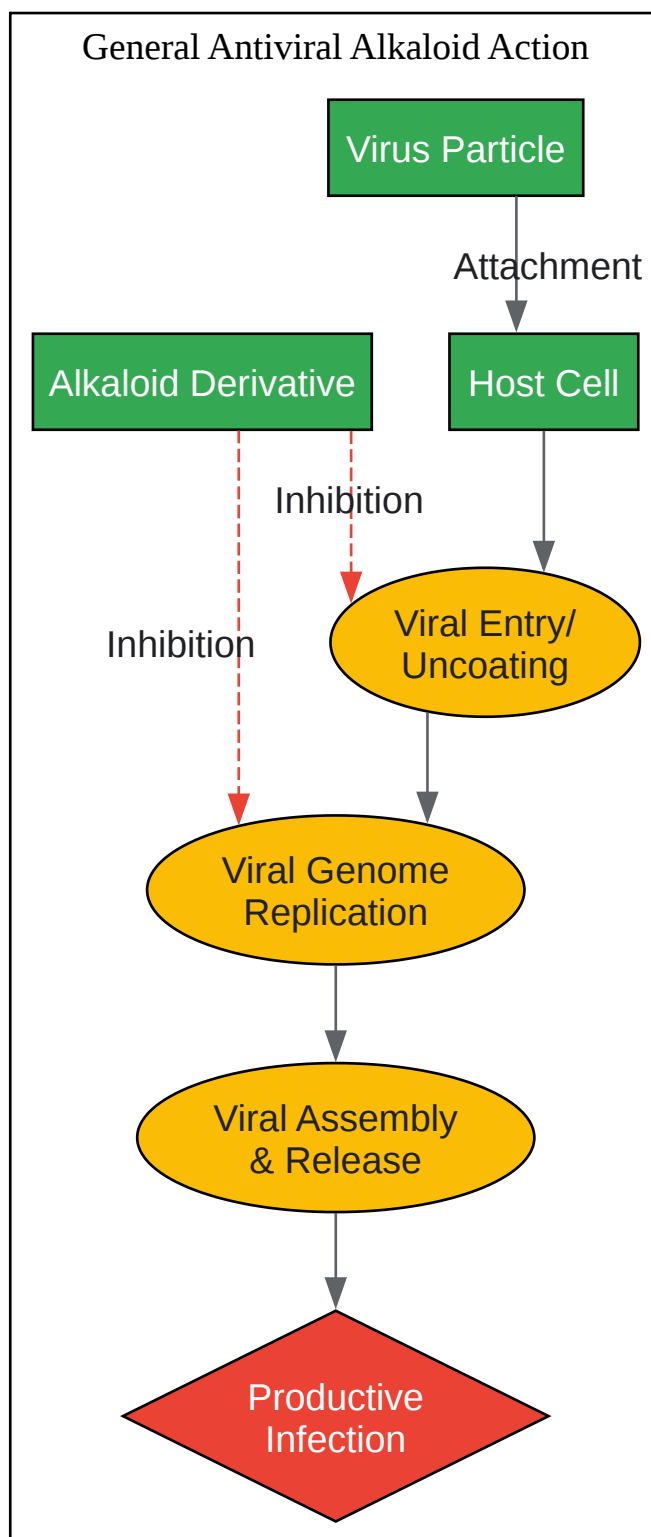 General Antiviral Alkaloid Action
Virus Particle
Attachment
Alkaloid Derivative
Host Cell
Inhibition
Viral Entry/
Uncoating
Inhibition
Viral Genome
Replication
Viral Assembly
& Release
Productive
Infection